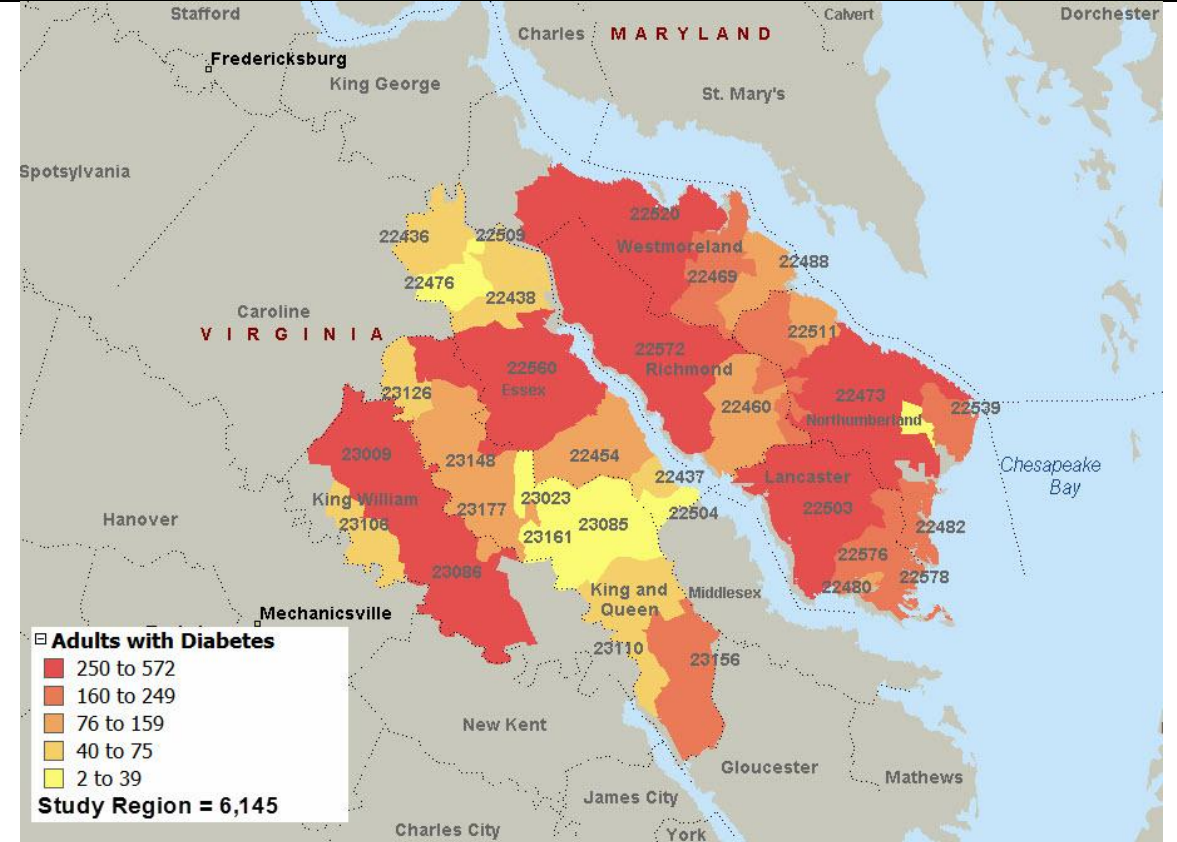 Stafford
Calvert
Dorchester
Charles
MARYLAND
Fredericksburg
King George
St. Mary's
Spotsylvania
22520
22436
22509
Westmoreland
22488
22469
22476
22438
Caroline
VIRGINIA
22511
22572
Richmond
22560
Essex
23126
22473
22460
22539
Northumberland
23009
23148
22454
Chesapeake
Bay
22437
Lancaster
King William
23023
23177
22503
22504
Hanover
23106
23161
23085
22482
22576
23086
22578
22480
King and
Queen
Middlesex
Mechanicsville
23110
23156
Adults with Diabetes
250 to 572
160 to 249
76 to 159
40 to 75
2 to 39
Study Region = 6,145
New Kent
Gloucester
Mathews
James City
Charles City
York